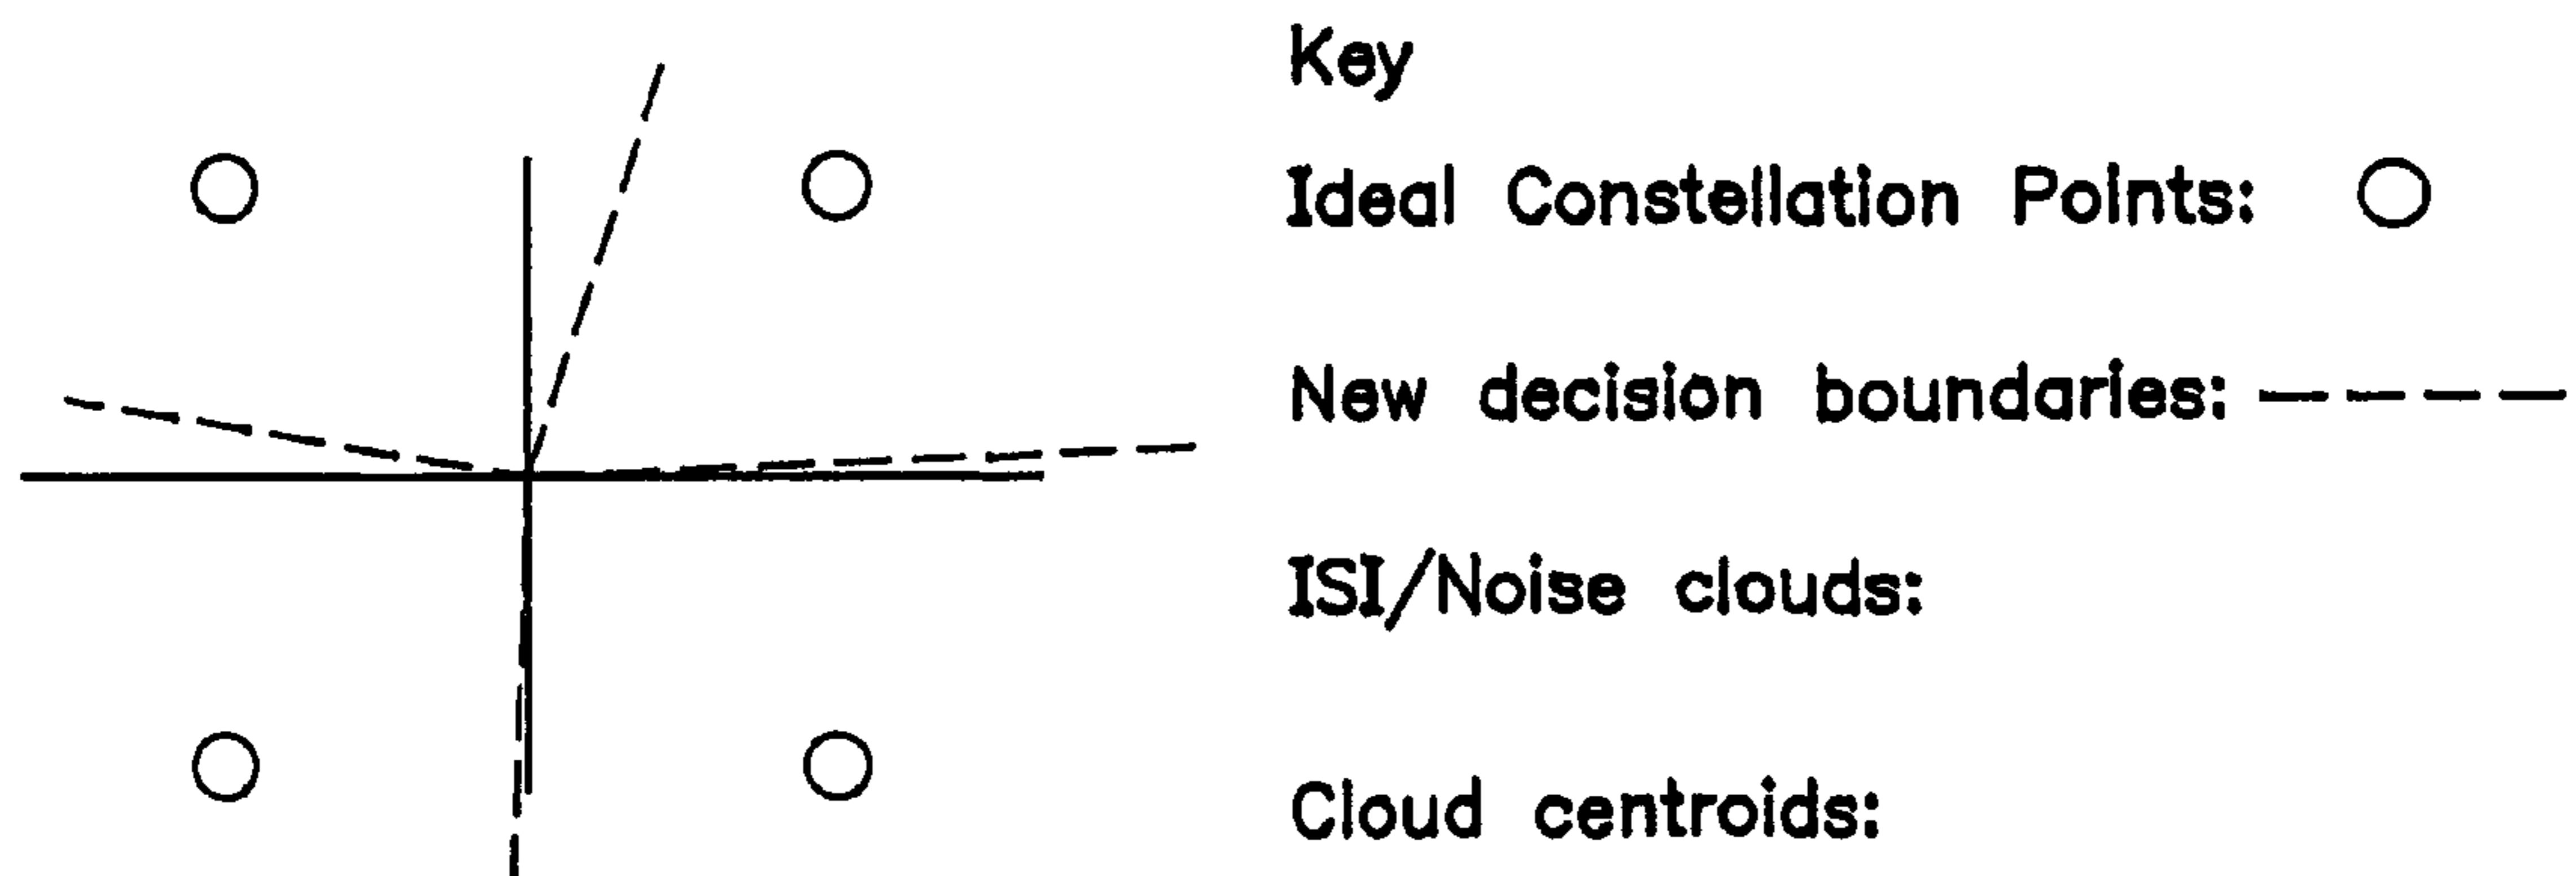 Key
Ideal Constellation Points:
New decision boundaries:
ISI/Noise clouds:
Cloud centroids: